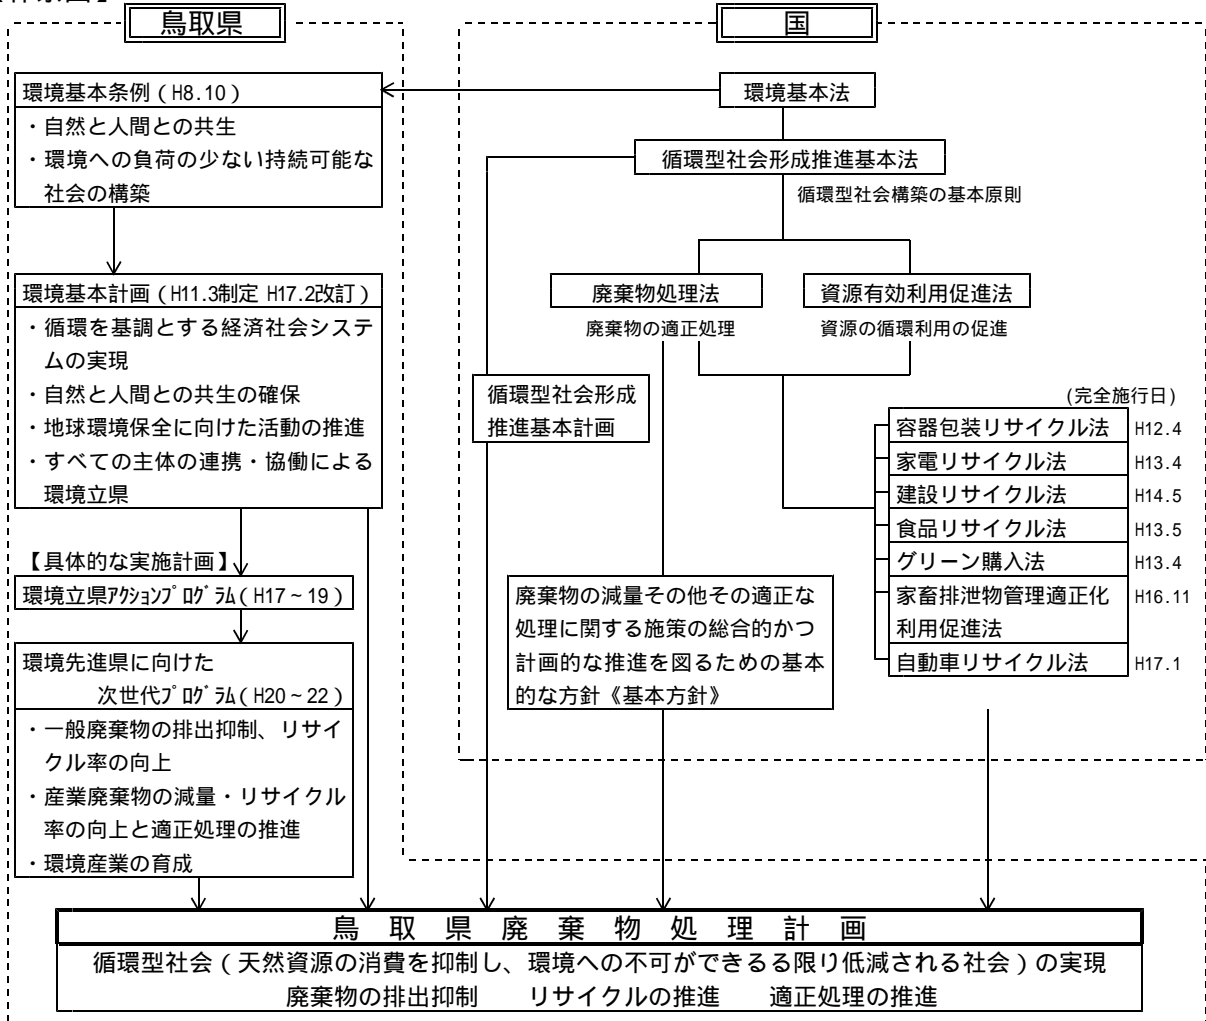 鳥取県
国
環境基本条例（H8.10）
・自然と人間との共生
・環境への負荷の少ない持続可能な
社会の構築
環境基本計画（H11.3制定 H17.2改訂）
・循環を基調とする経済社会システ
ムの実現
・自然と人間との共生の確保
・地球環境保全に向けた活動の推進
・すべての主体の連携・協働による
環境立県
【具体的な実施計画】
環境立県ｱｸｼｮﾝﾌﾟﾛｸﾞﾗﾑ（H17～19）
環境先進県に向けた
次世代ﾌﾟﾛｸﾞﾗﾑ（H20～22）
・一般廃棄物の排出抑制、リサイ
クル率の向上
・産業廃棄物の減量・リサイクル
率の向上と適正処理の推進
・環境産業の育成
環境基本法
循環型社会形成推進基本法
循環型社会構築の基本原則
廃棄物処理法
資源有効利用促進法
廃棄物の適正処理
資源の循環利用の促進
循環型社会形成
推進基本計画
(完全施行日)
容器包装リサイクル法 H12.4
家電リサイクル法 H13.4
建設リサイクル法 H14.5
食品リサイクル法 H13.5
グリーン購入法 H13.4
家畜排泄物管理適正化 H16.11
利用促進法
自動車リサイクル法 H17.1
廃棄物の減量その他その適正な
処理に関する施策の総合的かつ
計画的な推進を図るための基本
的な方針《基本方針》
鳥取県廃棄物処理計画
循環型社会（天然資源の消費を抑制し、環境への不可ができるる限り低減される社会）の実現
廃棄物の排出抑制 リサイクルの推進 適正処理の推進